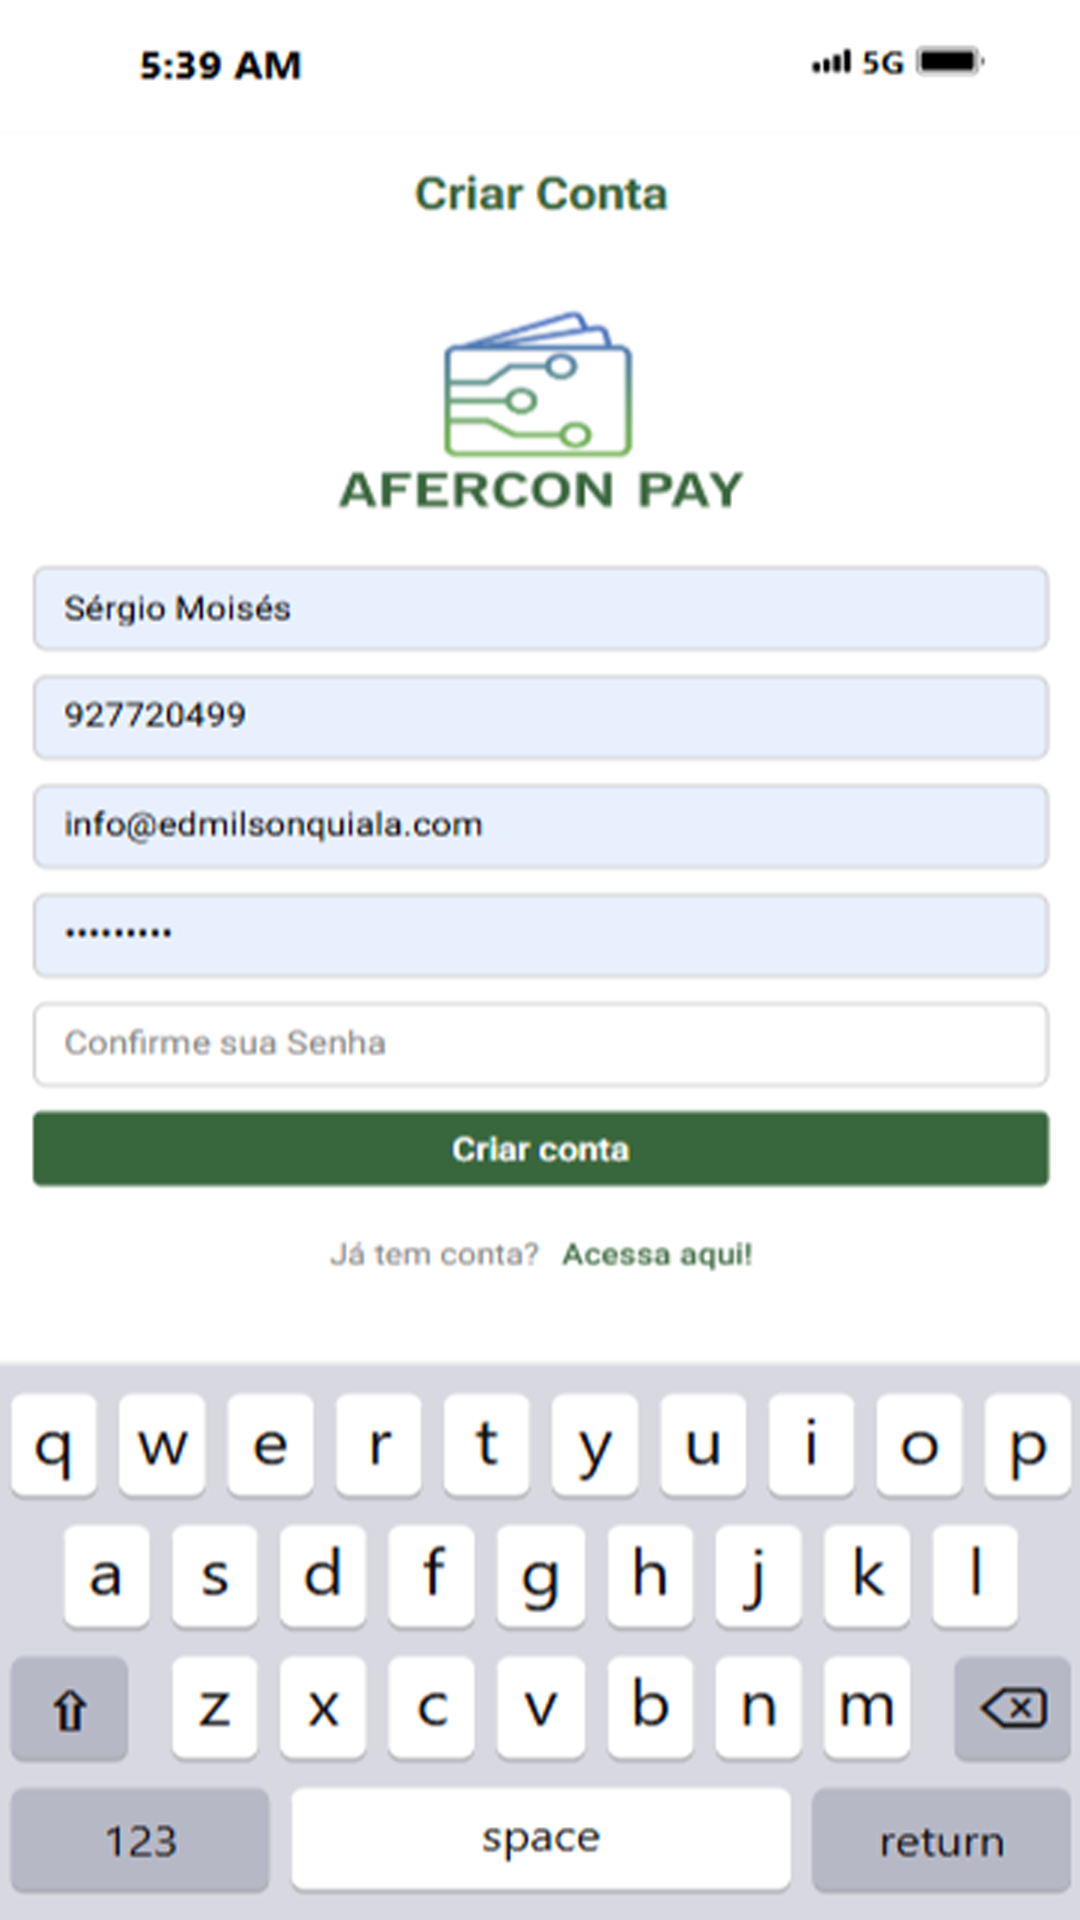 5:39 AM 5G
Criar Conta
AFERCON PAY
Sérgio Moisés
927720499
info@edmilsonquiala.com
•••••••••
Confirme sua Senha
Criar conta
Já tem conta? Acessa aqui!
q w e r t y u i o p
a s d f g h j k l
z x c v b n m
123 space return